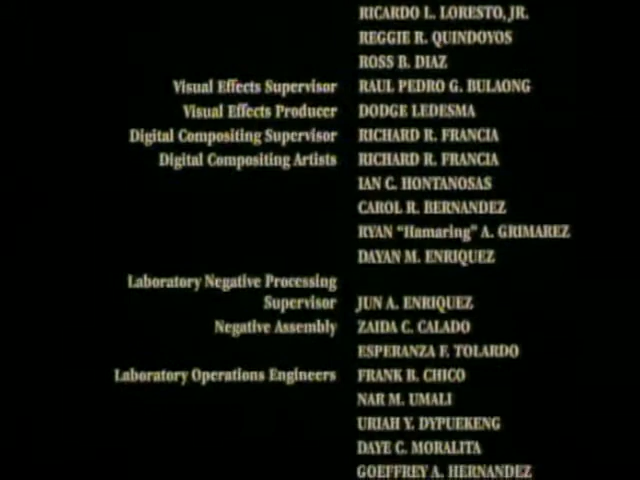 RICARDO L. LORESTO, JR.
REGGIE R. QUINDOYOS
ROSS B. DIAZ
Visual Effects Supervisor RAUL PEDRO G. BULAONG
Visual Effects Producer DODGE LEDESMA
Digital Compositing Supervisor RICHARD R. FRANCIA
Digital Compositing Artists RICHARD R. FRANCIA
IAN C. HONTANOSAS
CAROL R. BERNANDEZ
RYAN "Hamaring" A. GRIMAREZ
DAYAN M. ENRIQUEZ
Laboratory Negative Processing
Supervisor JUN A. ENRIQUEZ
Negative Assembly ZAIDA C. CALADO
ESPERANZA F. TOLARDO
Laboratory Operations Engineers FRANK B. CHICO
NAR M. UMALI
URIAH Y. DYPUEKENG
DAYE C. MORALITA
GOEFFREY A. HERNANDEZ